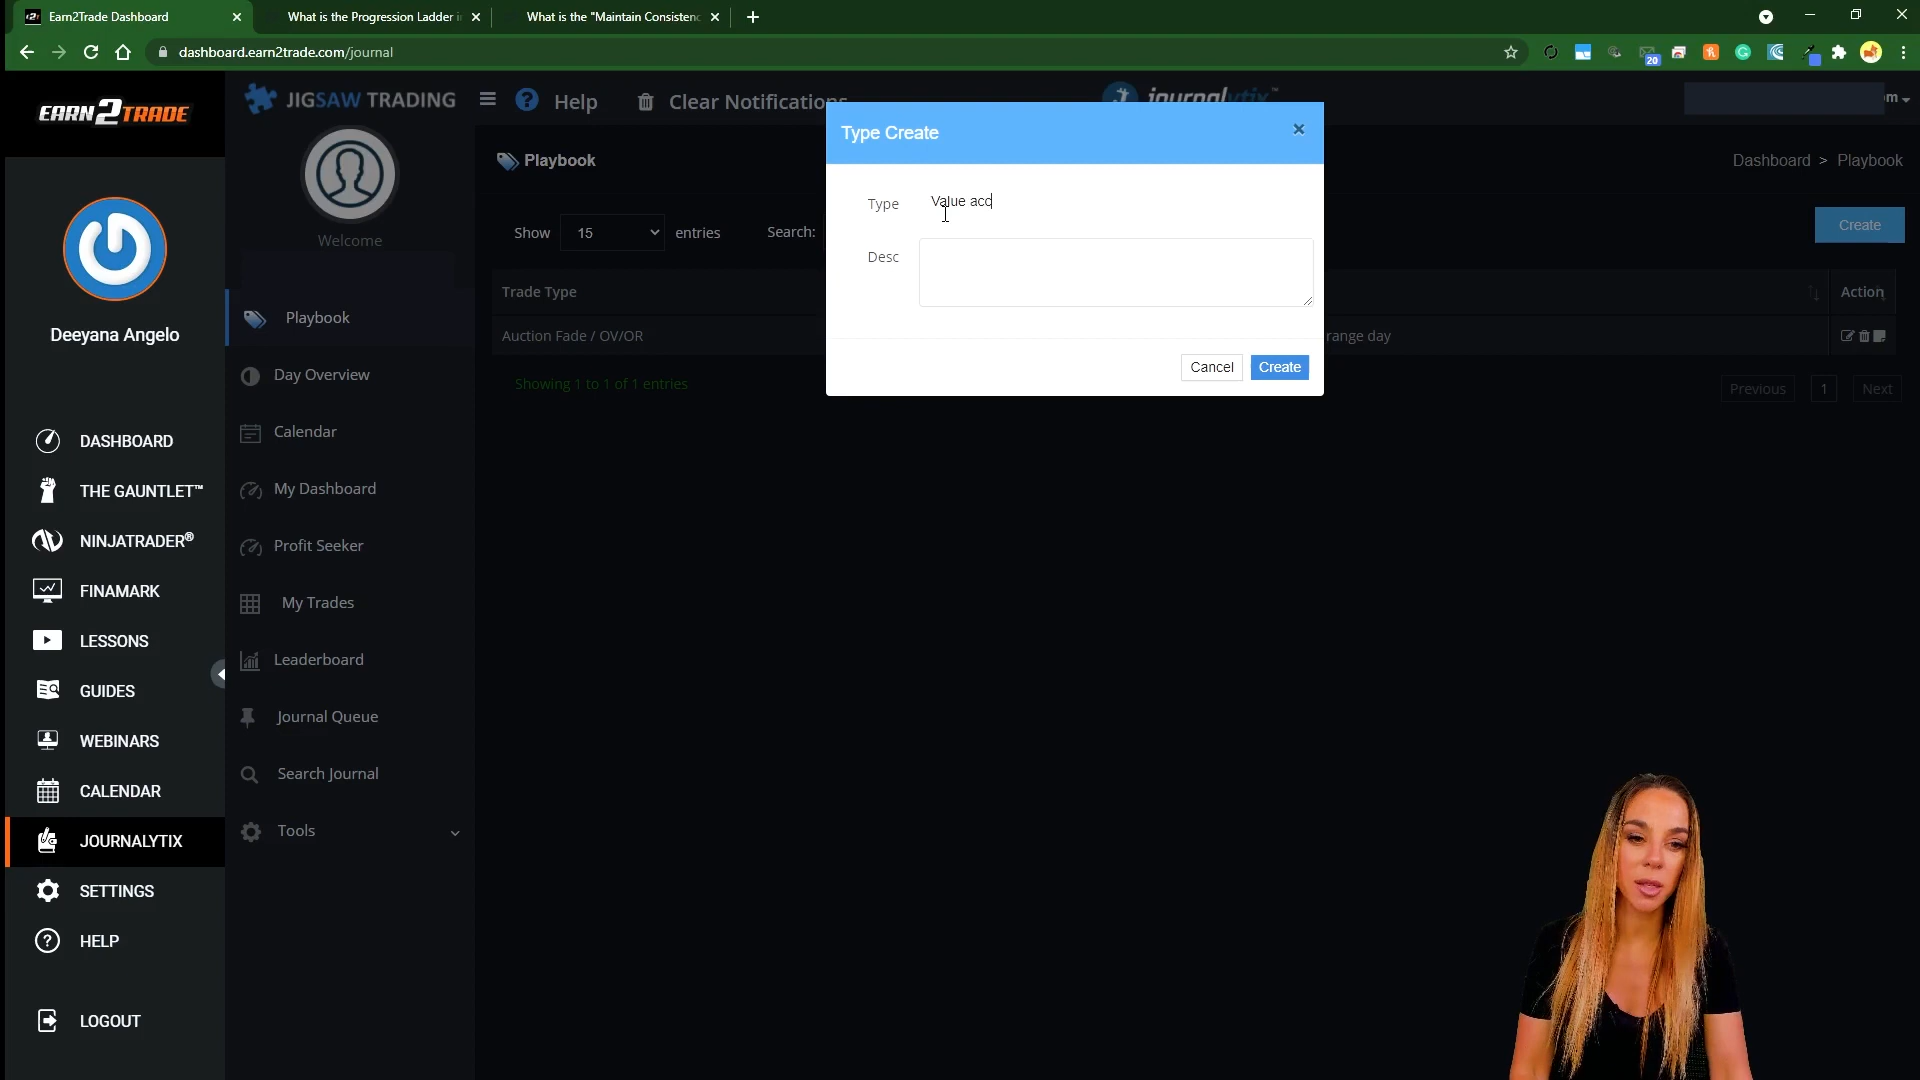 Earn2Trade Dashboard
What is the Progression Ladder i
What is the "Maintain Consistenc
dashboard.earn2trade.com/journal
20
EARN2TRADE
JIGSAW TRADING
Help
Clear Notifications
journalytix™
m
Type Create
Type
Value acc
Desc
Cancel
Create
Playbook
Dashboard > Playbook
Show 15 entries
Search:
Create
Trade Type
Action
Auction Fade / OV/OR
range day
Showing 1 to 1 of 1 entries
Previous 1 Next
Welcome
Playbook
Day Overview
Calendar
My Dashboard
Profit Seeker
My Trades
Leaderboard
Journal Queue
Search Journal
Tools
Deeyana Angelo
DASHBOARD
THE GAUNTLET™
NINJATRADER®
FINAMARK
LESSONS
GUIDES
WEBINARS
CALENDAR
JOURNALYTIX
SETTINGS
HELP
LOGOUT